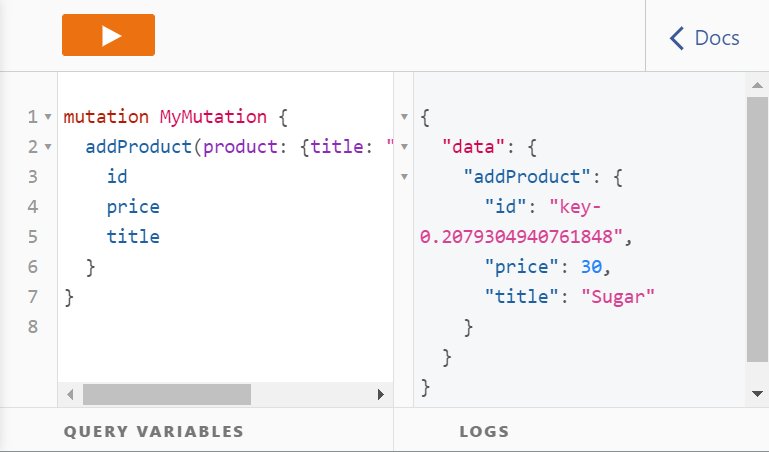 Docs
1 mutation MyMutation {
2 addProduct(product: {title: "
3 id
4 price
5 title
6 }
7 }
8
{
"data": {
"addProduct": {
"id": "key-
0.2079304940761848",
"price": 30,
"title": "Sugar"
}
}
}
QUERY VARIABLES
LOGS